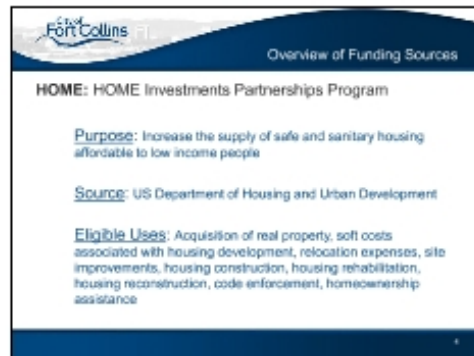 City of
Fort Collins
Overview of Funding Sources
HOME: HOME Investments Partnerships Program
Purpose: Increase the supply of safe and sanitary housing
affordable to low income people
Source: US Department of Housing and Urban Development
Eligible Uses: Acquisition of real property, soft costs
associated with housing development, relocation expenses, site
improvements, housing construction, housing rehabilitation,
housing reconstruction, code enforcement, homeownership
assistance